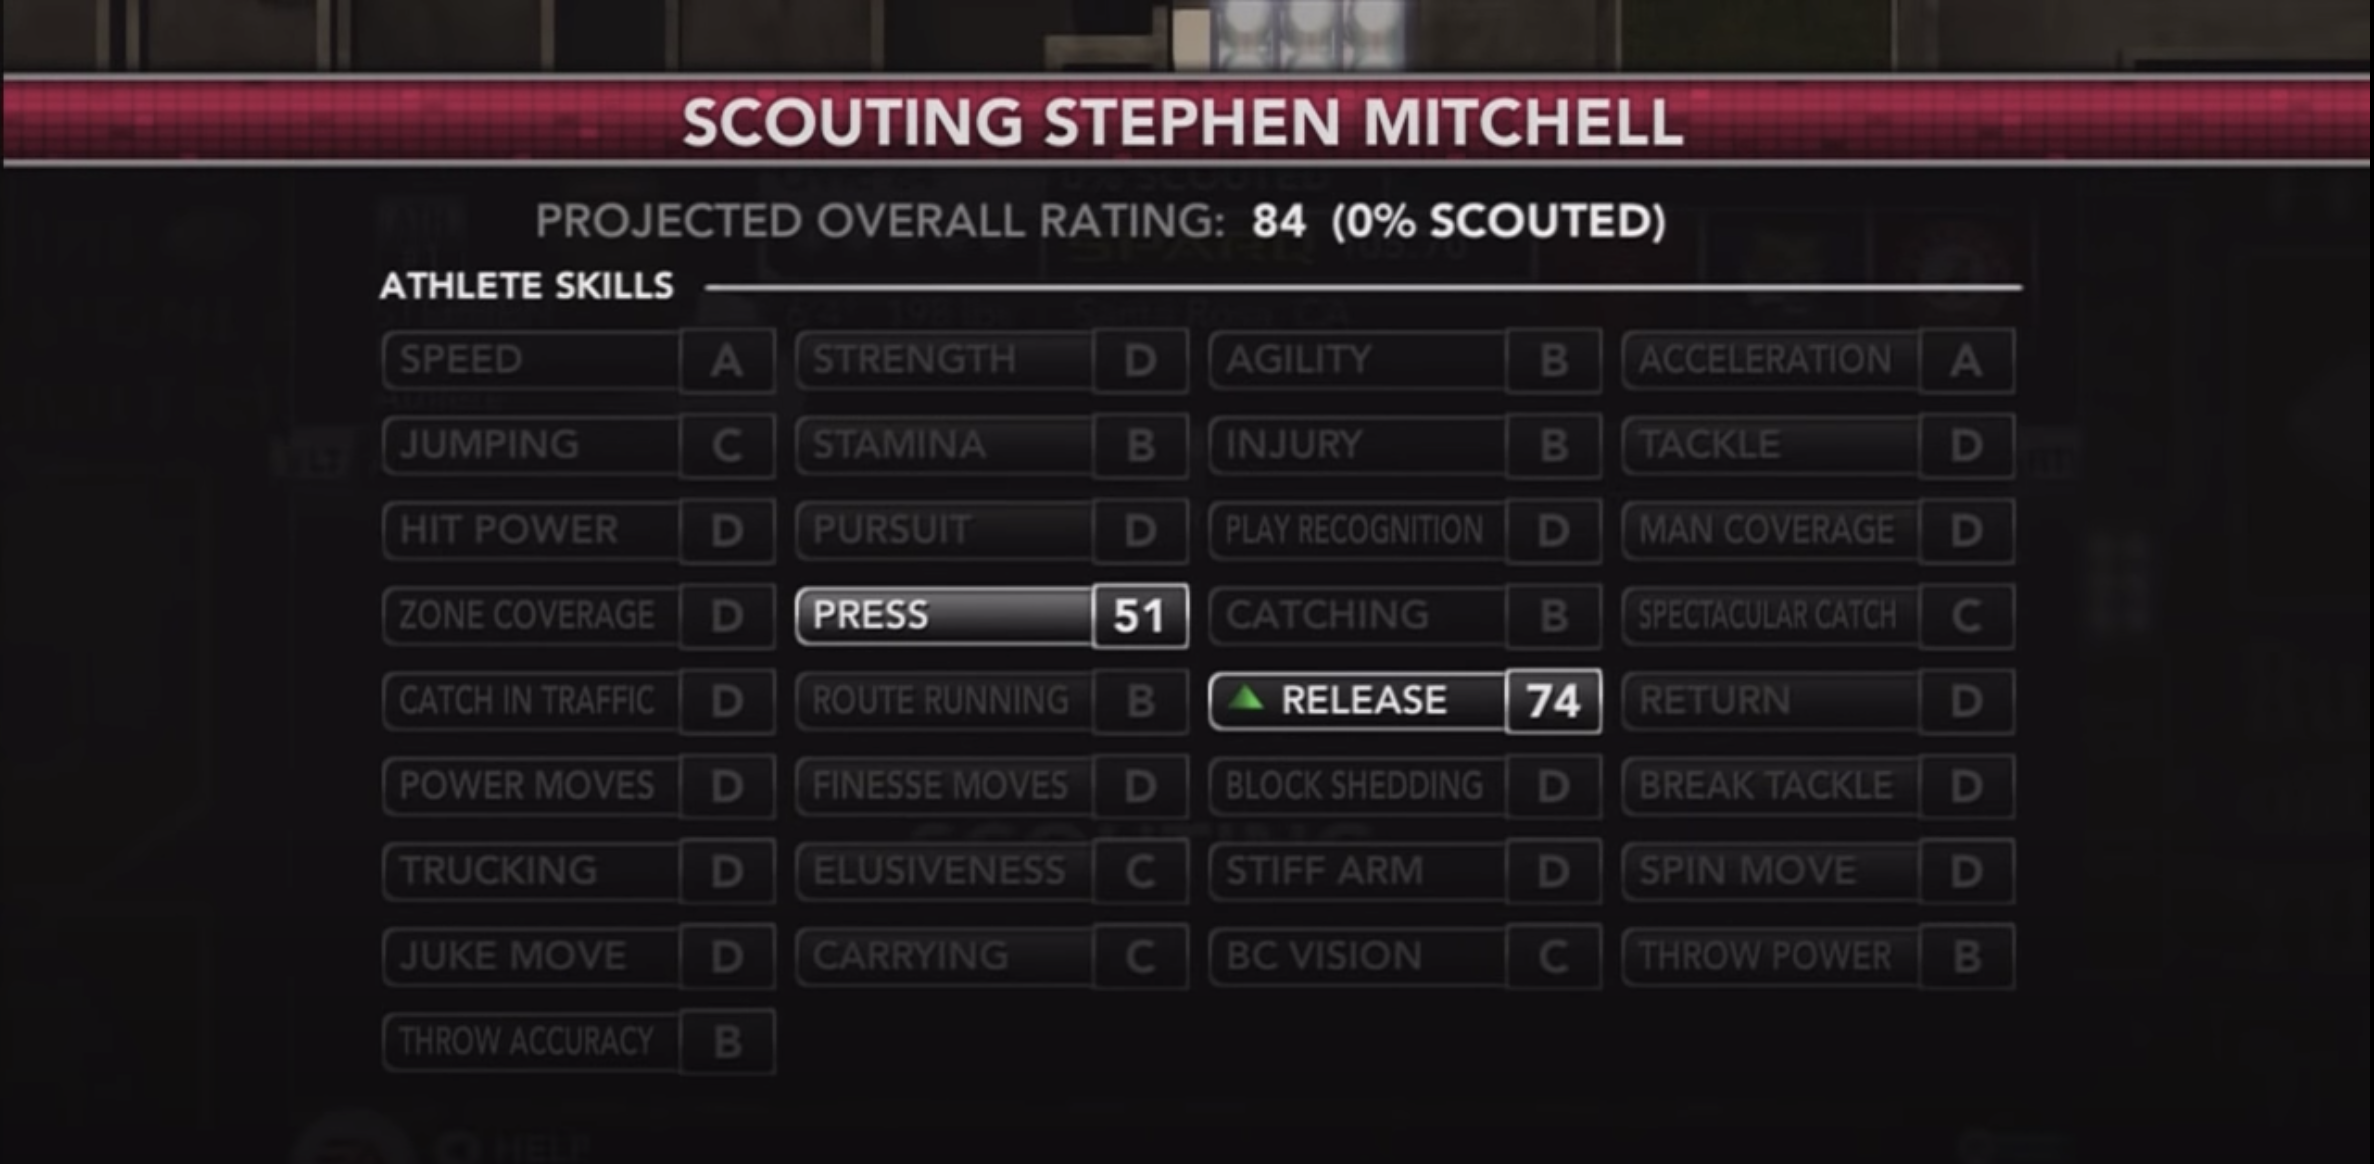 SCOUTING STEPHEN MITCHELL
PROJECTED OVERALL RATING: 84 (0% SCOUTED)
ATHLETE SKILLS
SPEED A STRENGTH D AGILITY B ACCELERATION A
JUMPING C STAMINA B INJURY B TACKLE D
HIT POWER D PURSUIT D PLAY RECOGNITION D MAN COVERAGE D
ZONE COVERAGE D PRESS 51 CATCHING B SPECTACULAR CATCH C
CATCH IN TRAFFIC D ROUTE RUNNING B RELEASE 74 RETURN D
POWER MOVES D FINESSE MOVES D BLOCK SHEDDING D BREAK TACKLE D
TRUCKING D ELUSIVENESS C STIFF ARM D SPIN MOVE D
JUKE MOVE D CARRYING C BC VISION C THROW POWER B
THROW ACCURACY B
HELP